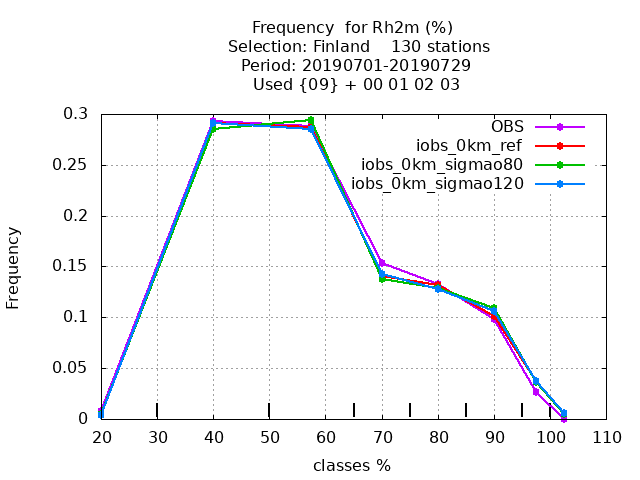 Frequency  for Rh2m (%)
Selection: Finland    130 stations
Period: 20190701-20190729
Used {09} + 00 01 02 03
0.3
0.25
0.2
0.15
0.1
0.05
0
Frequency
OBS
iobs_0km_ref
iobs_0km_sigmao80
iobs_0km_sigmao120
20 30 40 50 60 70 80 90 100 110
classes %